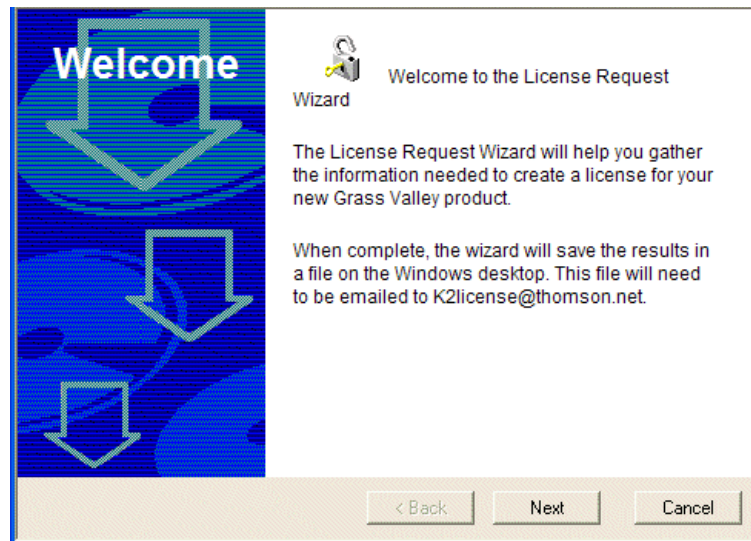 Welcome
Welcome to the License Request
Wizard
The License Request Wizard will help you gather
the information needed to create a license for your
new Grass Valley product.
When complete, the wizard will save the results in
a file on the Windows desktop. This file will need
to be emailed to K2license@thomson.net.
< Back
Next
Cancel